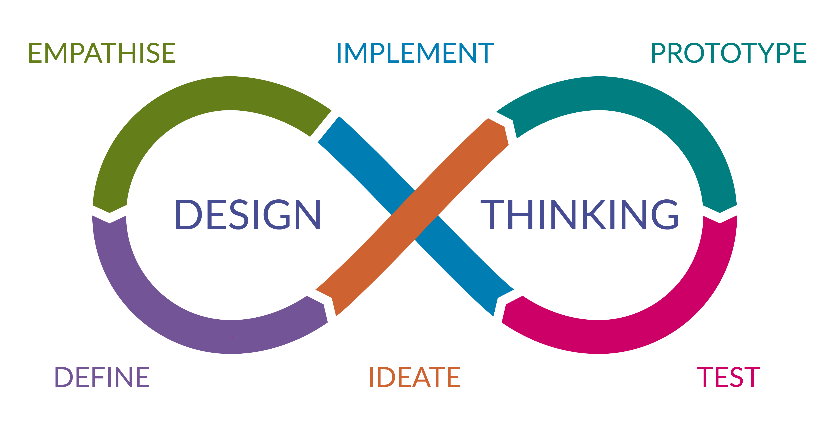 EMPATHISE
IMPLEMENT
PROTOTYPE
DESIGN
THINKING
DEFINE
IDEATE
TEST